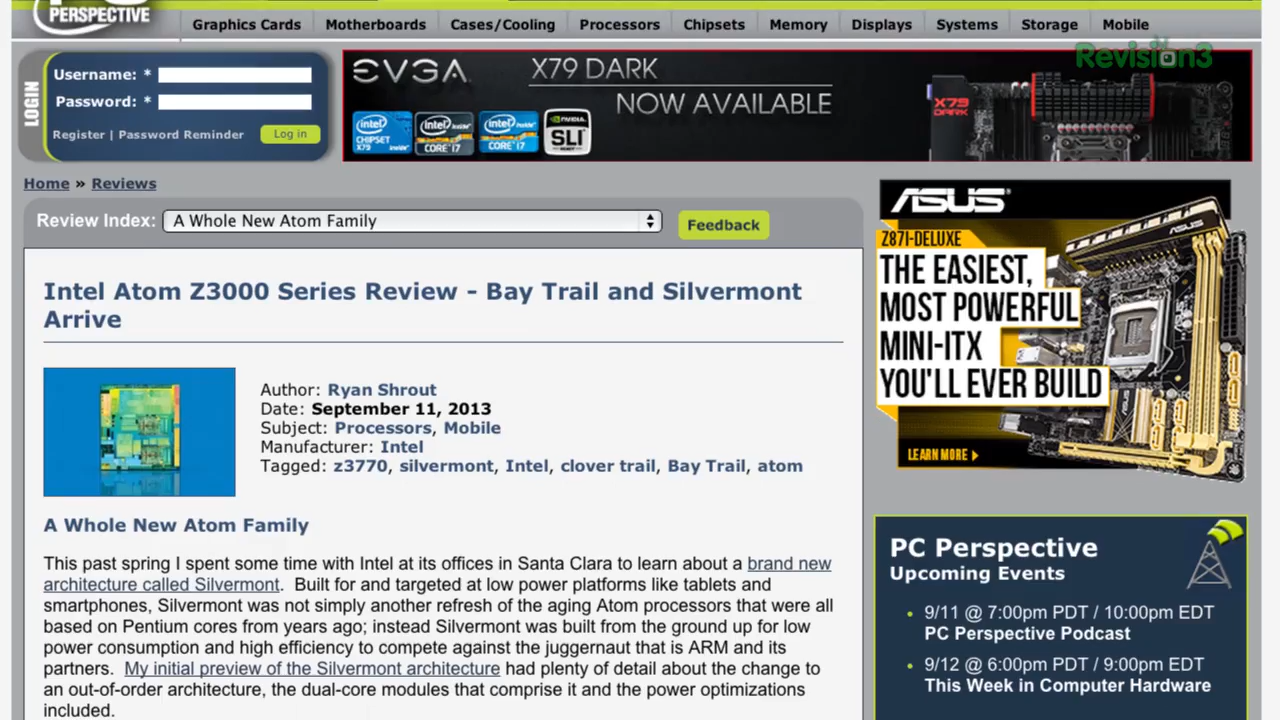 PERSPECTIVE
Graphics Cards Motherboards Cases/Cooling Processors Chipsets Memory Displays Systems Storage Mobile
Revision3
LOGIN
Username: *
Password: *
Register | Password Reminder Log in
EVGA X79 DARK
NOW AVAILABLE
intel CHIPSET X79 inside
intel inside CORE i7
intel inside CORE i7
NVIDIA SLI READY
X79 DARK
Home » Reviews
Review Index: A Whole New Atom Family Feedback
Intel Atom Z3000 Series Review - Bay Trail and Silvermont
Arrive
Author: Ryan Shrout
Date: September 11, 2013
Subject: Processors, Mobile
Manufacturer: Intel
Tagged: z3770, silvermont, Intel, clover trail, Bay Trail, atom
A Whole New Atom Family
This past spring I spent some time with Intel at its offices in Santa Clara to learn about a brand new
architecture called Silvermont. Built for and targeted at low power platforms like tablets and
smartphones, Silvermont was not simply another refresh of the aging Atom processors that were all
based on Pentium cores from years ago; instead Silvermont was built from the ground up for low
power consumption and high efficiency to compete against the juggernaut that is ARM and its
partners. My initial preview of the Silvermont architecture had plenty of detail about the change to
an out-of-order architecture, the dual-core modules that comprise it and the power optimizations
included.
ASUS
Z87I-DELUXE
THE EASIEST,
MOST POWERFUL
MINI-ITX
YOU'LL EVER BUILD
LEARN MORE
ASUS
ASUS
PC Perspective
Upcoming Events
• 9/11 @ 7:00pm PDT / 10:00pm EDT
PC Perspective Podcast
• 9/12 @ 6:00pm PDT / 9:00pm EDT
This Week in Computer Hardware